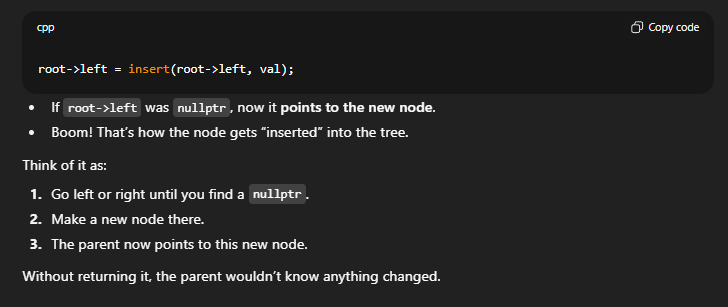 cpp
Copy code
root->left = insert(root->left, val);
• If root->left was nullptr, now it points to the new node.
• Boom! That’s how the node gets “inserted” into the tree.
Think of it as:
1. Go left or right until you find a nullptr.
2. Make a new node there.
3. The parent now points to this new node.
Without returning it, the parent wouldn’t know anything changed.